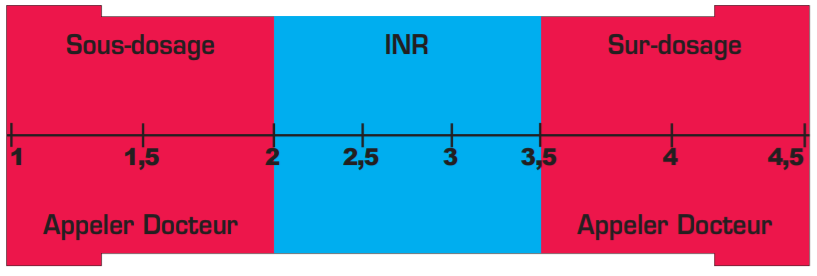 Sous-dosage INR Sur-dosage
1 1,5 2 2,5 3 3,5 4 4,5
Appeler Docteur Appeler Docteur